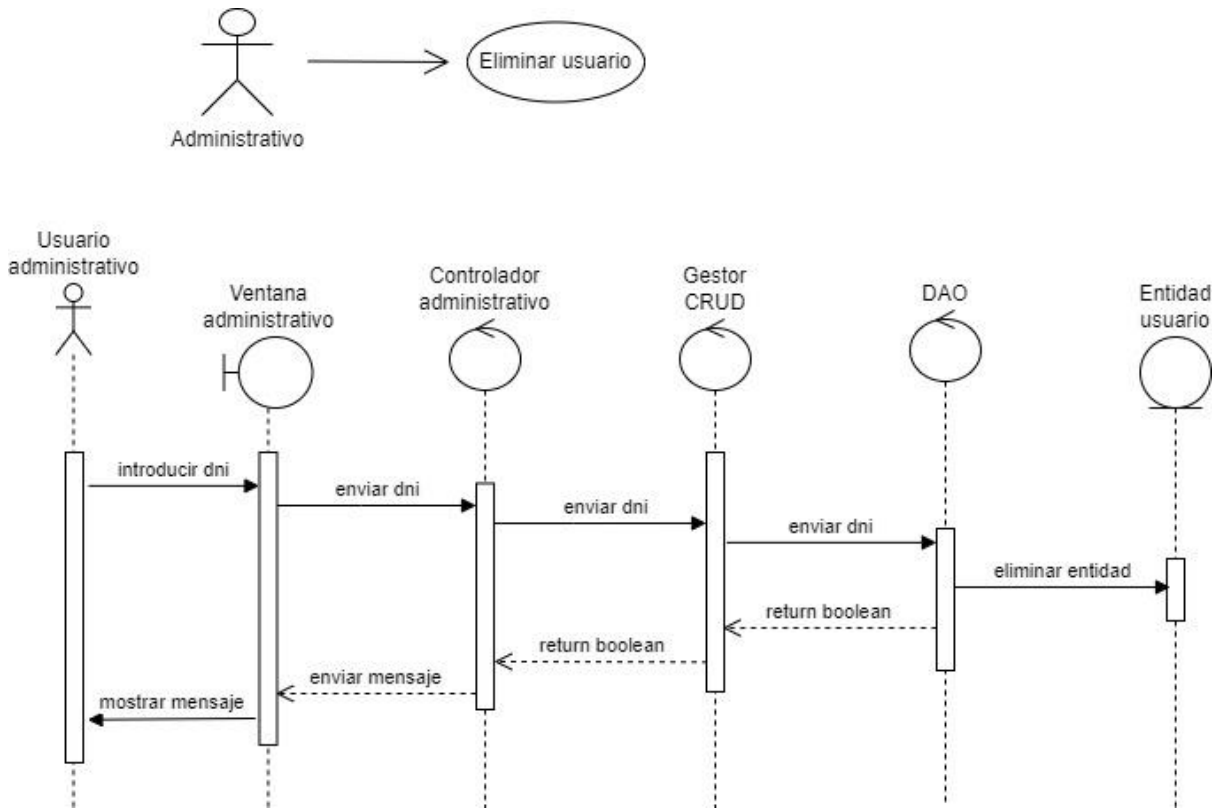 Eliminar usuario
Administrativo
Usuario
administrativo
Ventana
administrativo
Controlador
administrativo
Gestor
CRUD
DAO
Entidad
usuario
introducir dni
enviar dni
enviar dni
enviar dni
eliminar entidad
return boolean
return boolean
enviar mensaje
mostrar mensaje